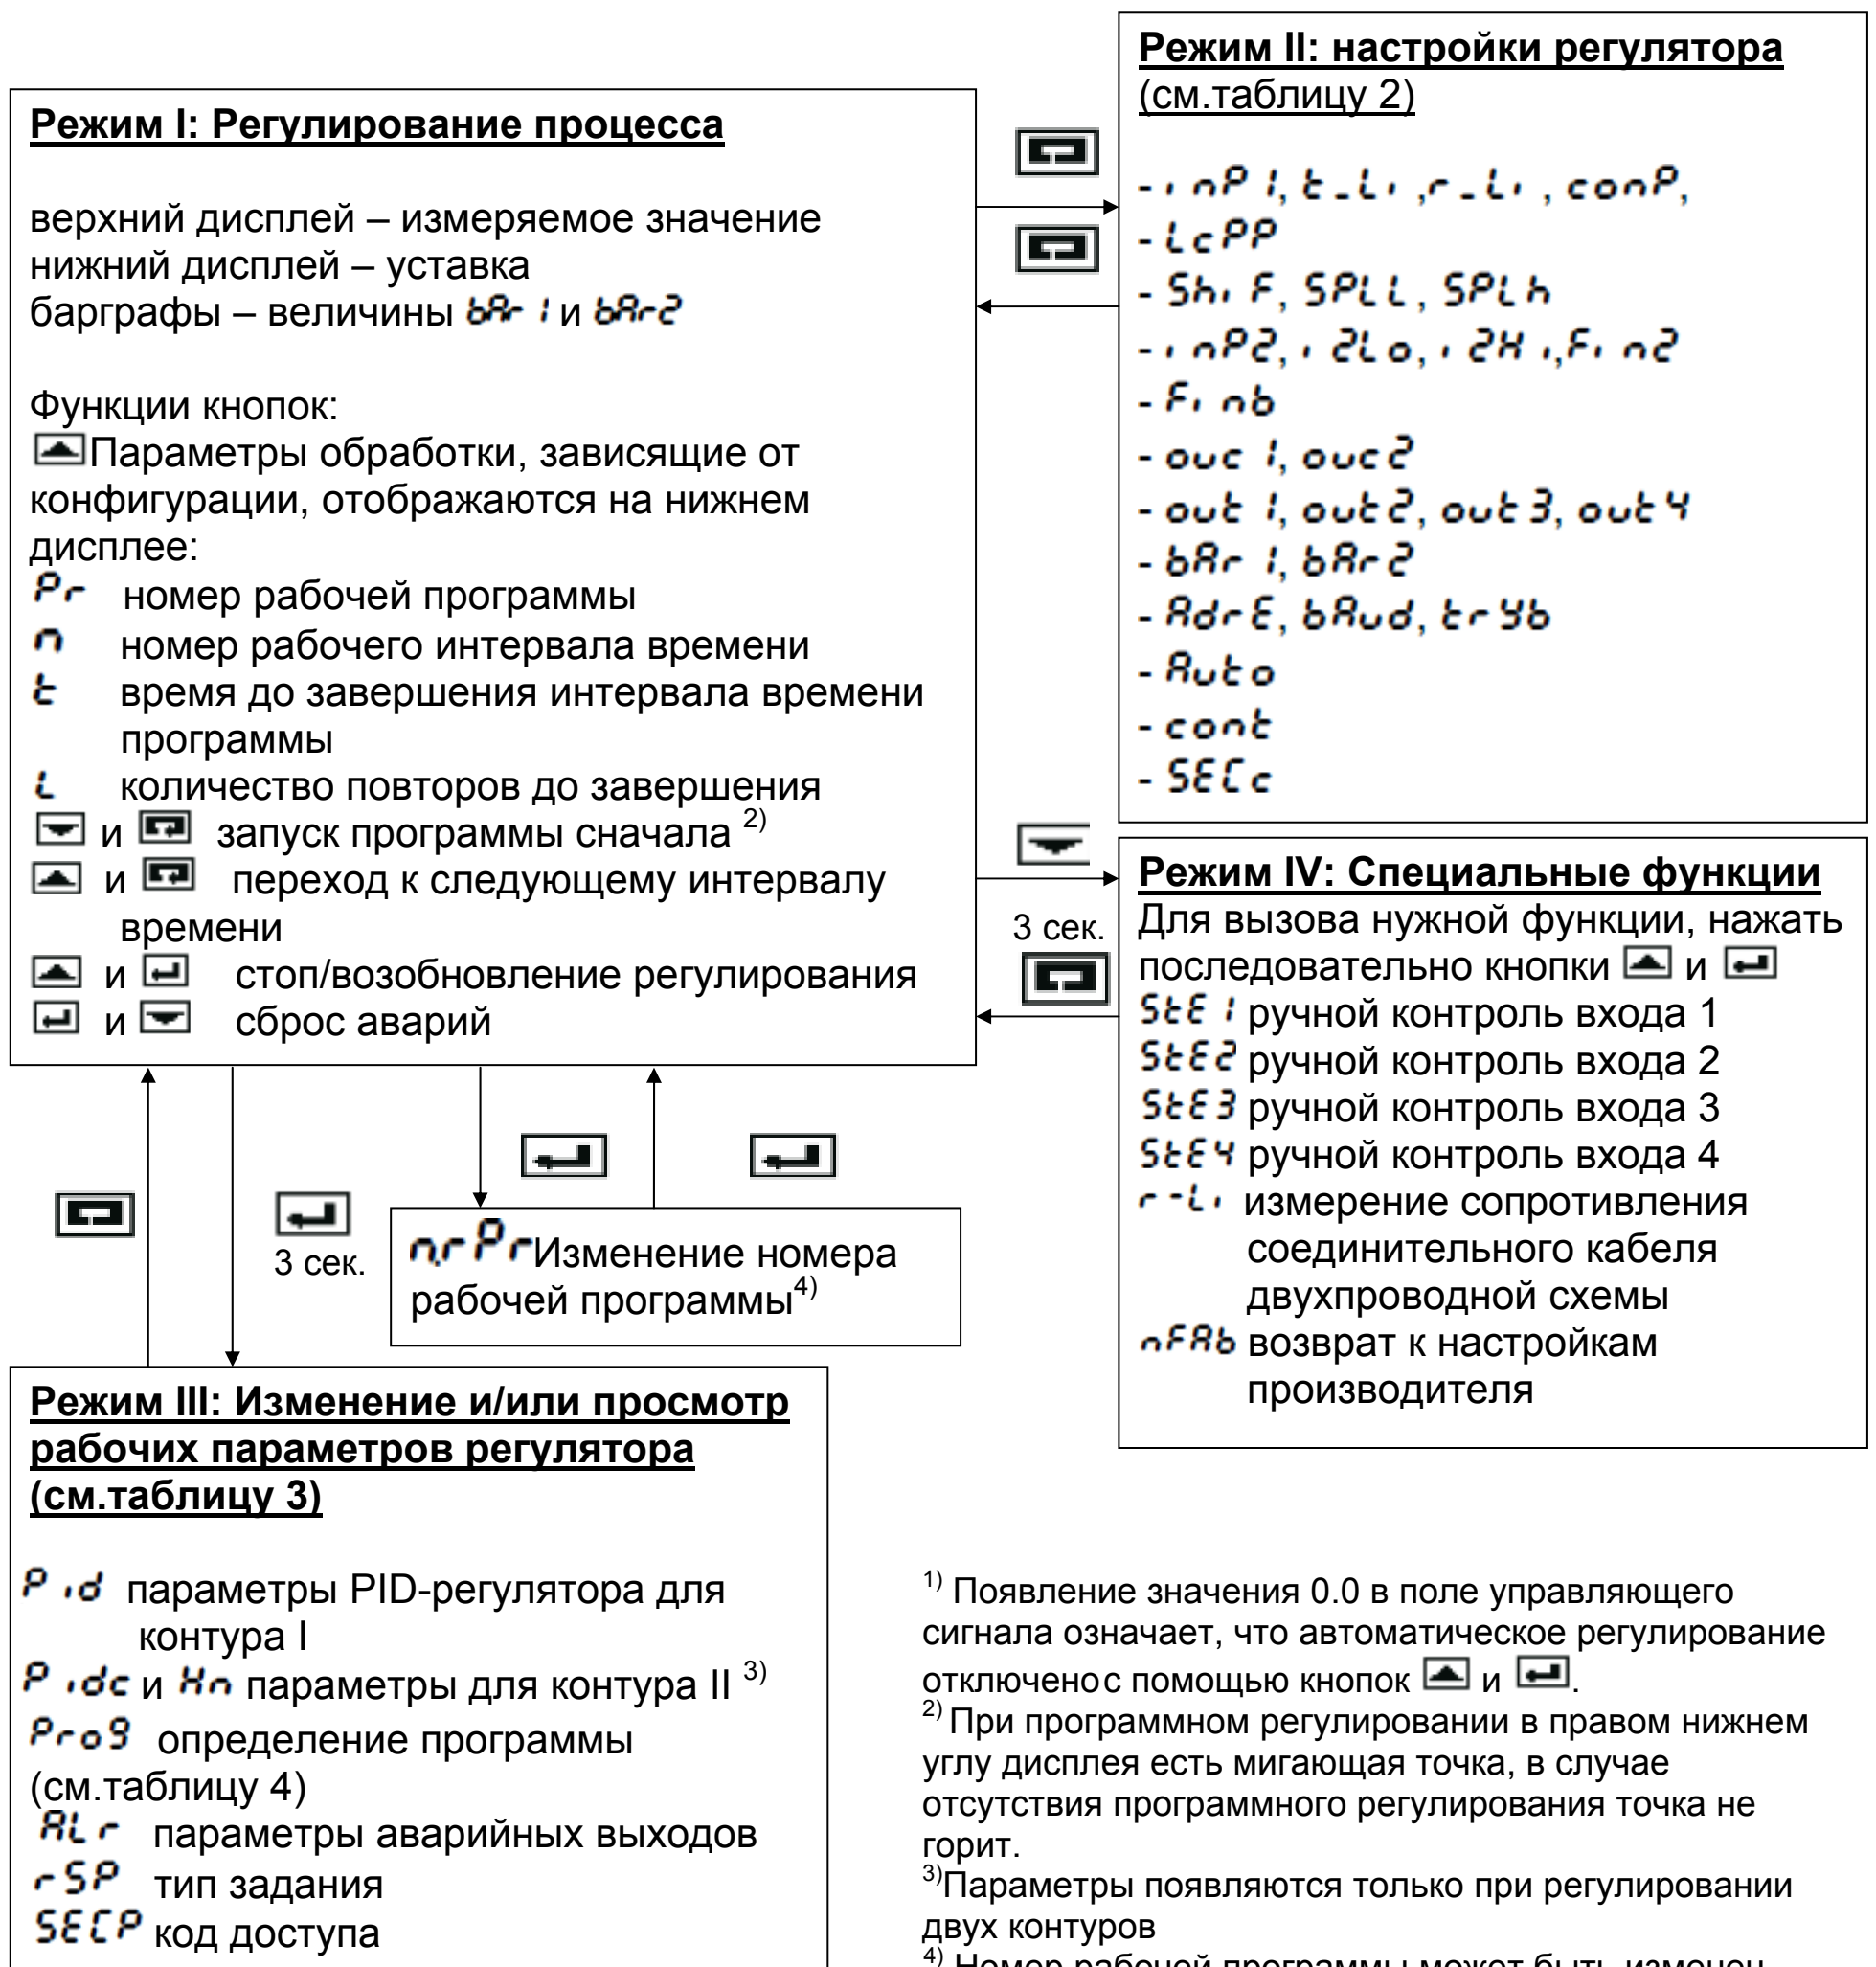 Режим I: Регулирование процесса
верхний дисплей – измеряемое значение
нижний дисплей – уставка
барграфы – величины bAr1 и bAr2
Функции кнопок:
Параметры обработки, зависящие от
конфигурации, отображаются на нижнем
дисплее:
Pr номер рабочей программы
n номер рабочего интервала времени
t время до завершения интервала времени
программы
L количество повторов до завершения
и запуск программы сначала 2)
и переход к следующему интервалу
времени
и стоп/возобновление регулирования
и сброс аварий
Режим II: настройки регулятора
(см.таблицу 2)
- inP1, t_Li, r_Li, conP,
- LcPP
- ShiF, SPLL, SPLh
- inP2, i2Lo, i2Hi, Fin2
- Finb
- ouc1, ouc2
- out1, out2, out3, out4
- bAr1, bAr2
- AdrE, bAud, trYb
- Auto
- cont
- SECc
3 сек.
Режим IV: Специальные функции
Для вызова нужной функции, нажать
последовательно кнопки и
StE1 ручной контроль входа 1
StE2 ручной контроль входа 2
StE3 ручной контроль входа 3
StE4 ручной контроль входа 4
r-Li измерение сопротивления
соединительного кабеля
двухпроводной схемы
nFAb возврат к настройкам
производителя
3 сек.
n.rPr Изменение номера
рабочей программы4)
Режим III: Изменение и/или просмотр
рабочих параметров регулятора
(см.таблицу 3)
Pid параметры PID-регулятора для
контура I
Pidc и Hn параметры для контура II 3)
Prog определение программы
(см.таблицу 4)
ALr параметры аварийных выходов
rSP тип задания
SECP код доступа
1) Появление значения 0.0 в поле управляющего
сигнала означает, что автоматическое регулирование
отключено с помощью кнопок и .
2) При программном регулировании в правом нижнем
углу дисплея есть мигающая точка, в случае
отсутствия программного регулирования точка не
горит.
3)Параметры появляются только при регулировании
двух контуров
4) Номер рабочей программы может быть изменен